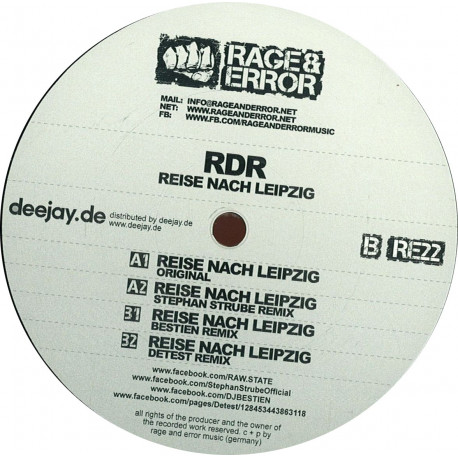 RAGE &
ERROR
MAIL: INFO@RAGEANDERROR.NET
NET: WWW.RAGEANDERROR.NET
FB: WWW.FB.COM/RAGEANDERRORMUSIC
RDR
REISE NACH LEIPZIG
deejay.de distributed by deejay.de
www.deejay.de
B RE22
A1 REISE NACH LEIPZIG
ORIGINAL
A2 REISE NACH LEIPZIG
STEPHAN STRUBE REMIX
B1 REISE NACH LEIPZIG
BESTIEN REMIX
B2 REISE NACH LEIPZIG
DETEST REMIX
www.facebook.com/RAW.STATE
www.facebook.com/StephanStrubeOfficial
www.facebook.com/DJBESTIEN
www.facebook.com/pages/Detest/128453443863118
all rights of the producer and the owner of
the recorded work reserved. c + p by
rage and error music (germany)